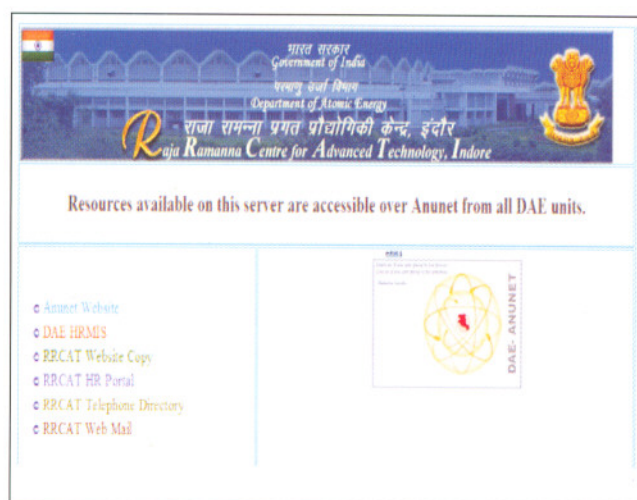 भारत सरकार
Government of India
परमाणु ऊर्जा विभाग
Department of Atomic Energy
राजा रामन्ना प्रगत प्रौद्योगिकी केन्द्र, इंदौर
Raja Ramanna Centre for Advanced Technology, Indore
Resources available on this server are accessible over Anunet from all DAE units.
Anunet Website
DAE HRMIS
RRCAT Website Copy
RRCAT HR Portal
RRCAT Telephone Directory
RRCAT Web Mail
DAE- ANUNET